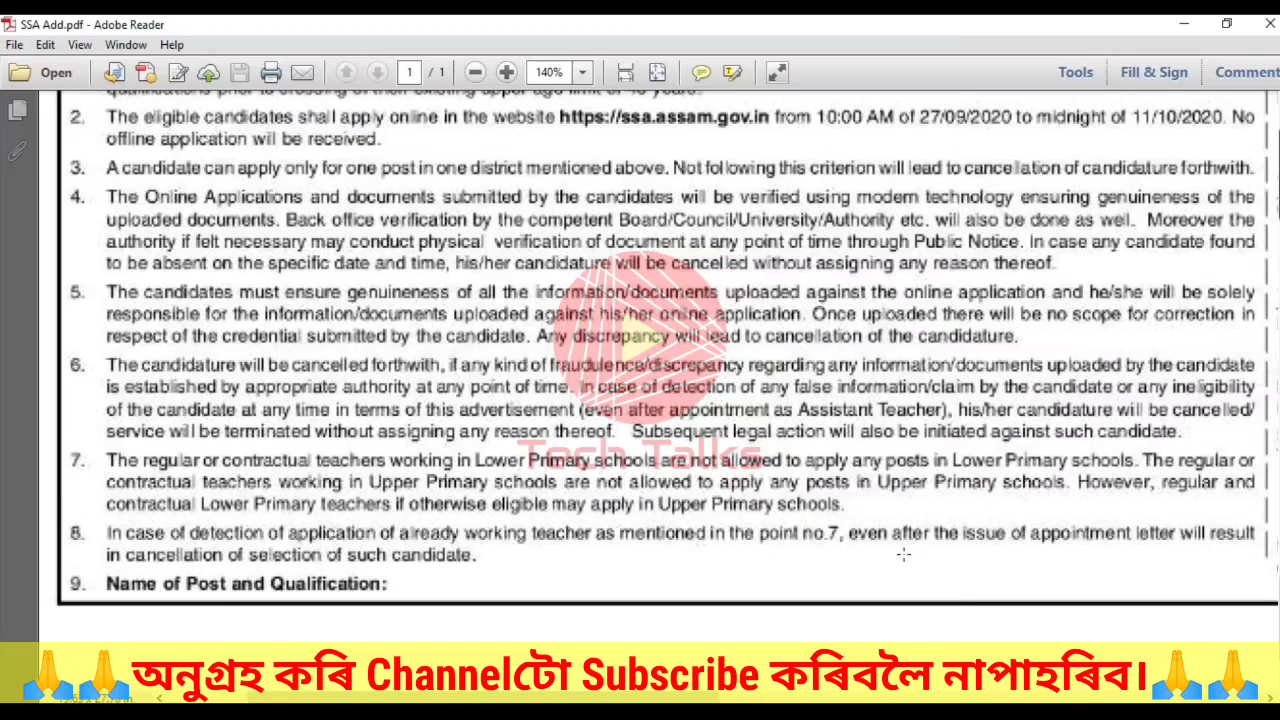 SSA Add.pdf - Adobe Reader
File Edit View Window Help
Open 1 / 1 140% Tools Fill & Sign Comment
qualifications prior to crossing of their existing upper age limit of 40 years.
2. The eligible candidates shall apply online in the website https://ssa.assam.gov.in from 10:00 AM of 27/09/2020 to midnight of 11/10/2020. No
offline application will be received.
3. A candidate can apply only for one post in one district mentioned above. Not following this criterion will lead to cancellation of candidature forthwith.
4. The Online Applications and documents submitted by the candidates will be verified using modern technology ensuring genuineness of the
uploaded documents. Back office verification by the competent Board/Council/University/Authority etc. will also be done as well. Moreover the
authority if felt necessary may conduct physical verification of document at any point of time through Public Notice. In case any candidate found
to be absent on the specific date and time, his/her candidature will be cancelled without assigning any reason thereof.
5. The candidates must ensure genuineness of all the information/documents uploaded against the online application and he/she will be solely
responsible for the information/documents uploaded against his/her online application. Once uploaded there will be no scope for correction in
respect of the credential submitted by the candidate. Any discrepancy will lead to cancellation of the candidature.
6. The candidature will be cancelled forthwith, if any kind of fraudulence/discrepancy regarding any information/documents uploaded by the candidate
is established by appropriate authority at any point of time. In case of detection of any false information/claim by the candidate or any ineligibility
of the candidate at any time in terms of this advertisement (even after appointment as Assistant Teacher), his/her candidature will be cancelled/
service will be terminated without assigning any reason thereof. Subsequent legal action will also be initiated against such candidate.
Tech Talks
7. The regular or contractual teachers working in Lower Primary schools are not allowed to apply any posts in Lower Primary schools. The regular or
contractual teachers working in Upper Primary schools are not allowed to apply any posts in Upper Primary schools. However, regular and
contractual Lower Primary teachers if otherwise eligible may apply in Upper Primary schools.
8. In case of detection of application of already working teacher as mentioned in the point no.7, even after the issue of appointment letter will result
in cancellation of selection of such candidate.
9. Name of Post and Qualification:
অনুগ্ৰহ কৰি Channelটো Subscribe কৰিবলৈ নাপাহৰিব।